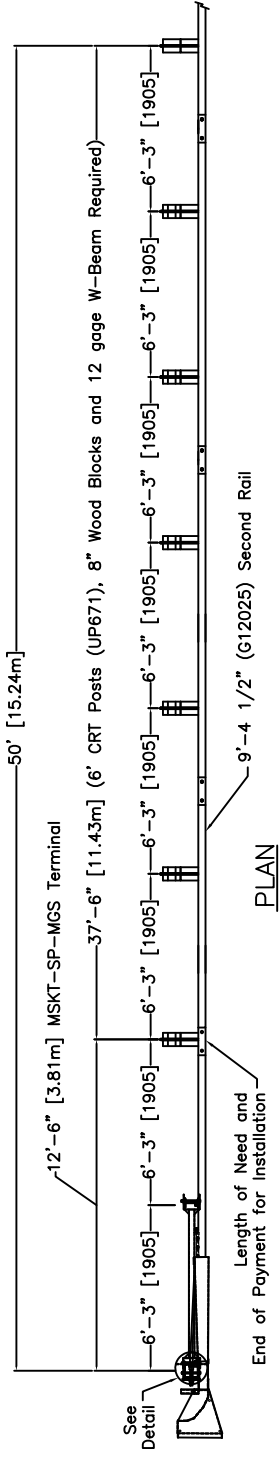 50' [15.24m]
12'-6" [3.81m] MSKT-SP-MGS Terminal
37'-6" [11.43m] (6' CRT Posts (UP671), 8" Wood Blocks and 12 gage W-Beam Required)
6'-3" [1905] 6'-3" [1905] 6'-3" [1905] 6'-3" [1905] 6'-3" [1905] 6'-3" [1905] 6'-3" [1905] 6'-3" [1905]
See
Detail
9'-4 1/2" (G12025) Second Rail
Length of Need and
End of Payment for Installation
PLAN